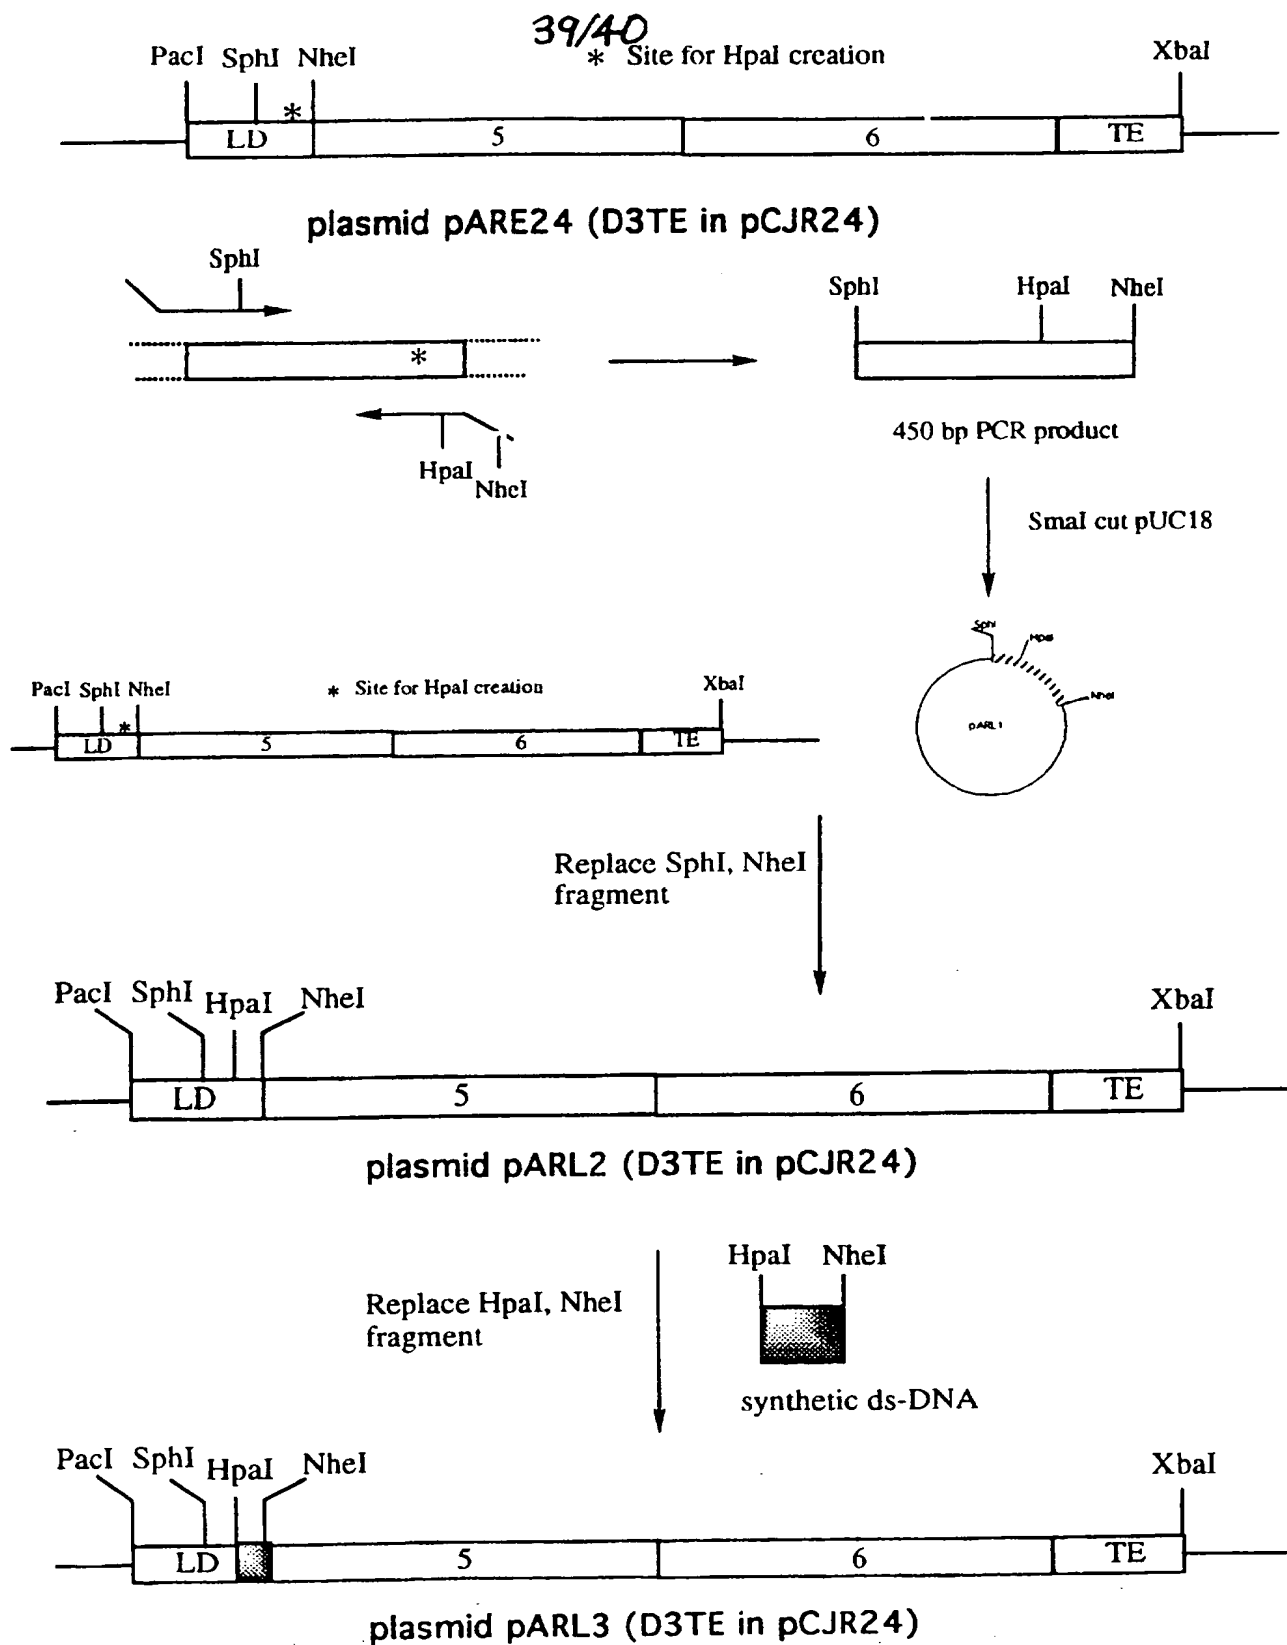 39/40
* Site for HpaI creation
PacI SphI NheI
XbaI
*
LD 5 6 TE
plasmid pARE24 (D3TE in pCJR24)
SphI
*
HpaI
NheI
SphI HpaI NheI
450 bp PCR product
SmaI cut pUC18
SphI
HpaI
NheI
pARL1
PacI SphI NheI
* Site for HpaI creation
XbaI
*
LD 5 6 TE
Replace SphI, NheI
fragment
PacI SphI HpaI NheI
XbaI
LD 5 6 TE
plasmid pARL2 (D3TE in pCJR24)
Replace HpaI, NheI
fragment
HpaI NheI
synthetic ds-DNA
PacI SphI HpaI NheI
XbaI
LD 5 6 TE
plasmid pARL3 (D3TE in pCJR24)